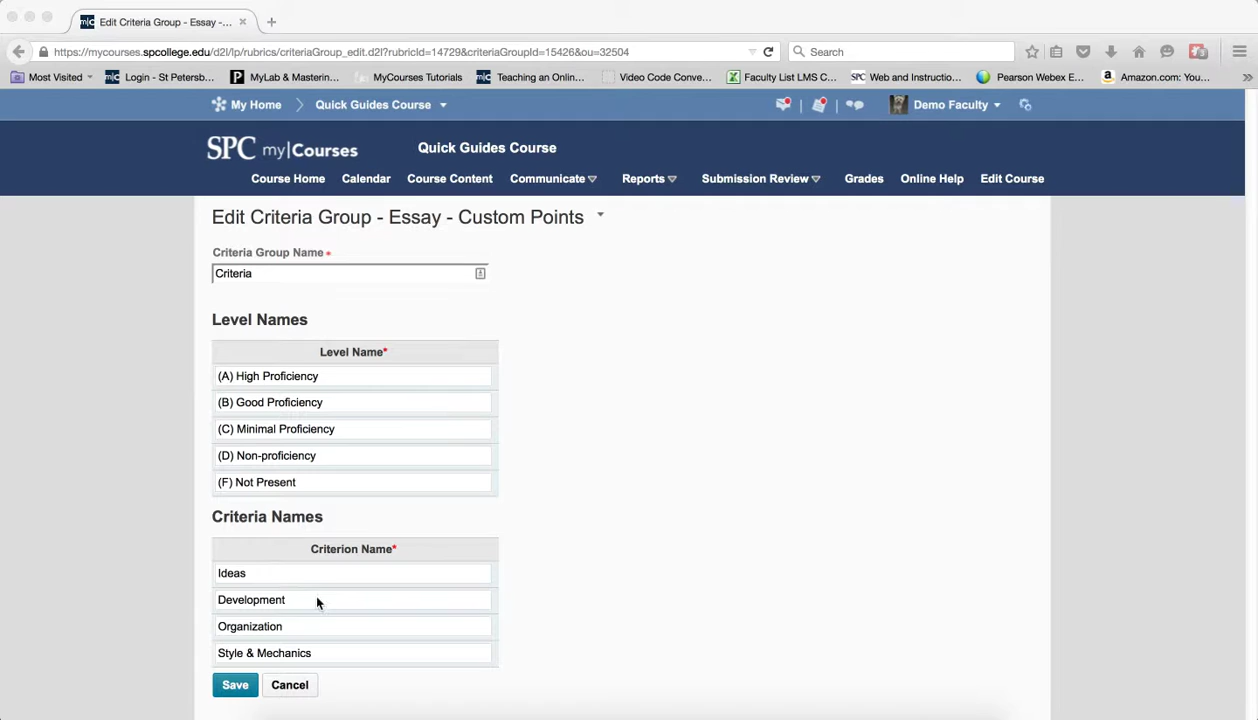 Edit Criteria Group - Essay -...
https://mycourses.spcollege.edu/d2l/lp/rubrics/criteriaGroup_edit.d2l?rubricId=14729&criteriaGroupId=15426&ou=32504
Search
Most Visited
Login - St Petersb...
MyLab & Masterin...
MyCourses Tutorials
Teaching an Onlin...
Video Code Conve...
Faculty List LMS C...
SPC Web and Instructio...
Pearson Webex E...
Amazon.com: You...
My Home
Quick Guides Course
Demo Faculty
SPC my|Courses
Quick Guides Course
Course Home
Calendar
Course Content
Communicate
Reports
Submission Review
Grades
Online Help
Edit Course
Edit Criteria Group - Essay - Custom Points
Criteria Group Name *
Criteria
Level Names
Level Name*
(A) High Proficiency
(B) Good Proficiency
(C) Minimal Proficiency
(D) Non-proficiency
(F) Not Present
Criteria Names
Criterion Name*
Ideas
Development
Organization
Style & Mechanics
Save
Cancel